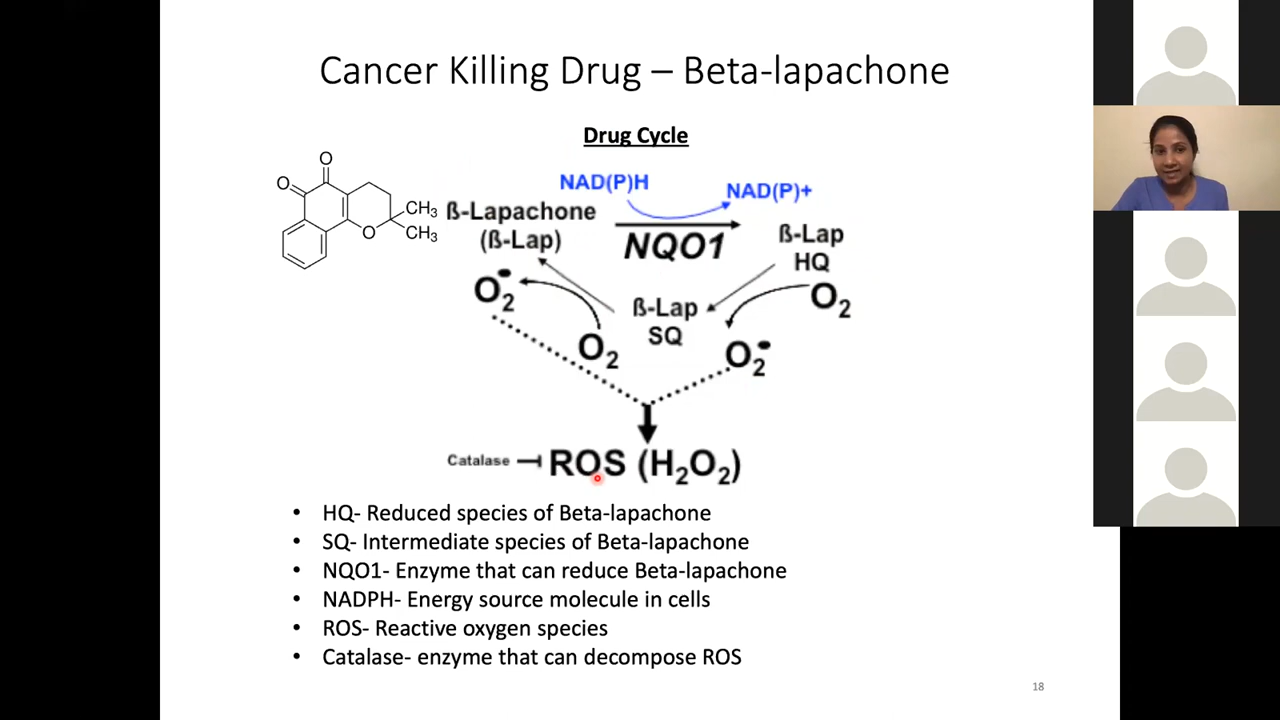 Cancer Killing Drug – Beta-lapachone
Drug Cycle
O
O
O
CH3
CH3
NAD(P)H
NAD(P)+
ß-Lapachone
(ß-Lap)
NQO1
ß-Lap
HQ
O2•
O2
ß-Lap
SQ
O2
O2•
Catalase
ROS (H2O2)
• HQ- Reduced species of Beta-lapachone
• SQ- Intermediate species of Beta-lapachone
• NQO1- Enzyme that can reduce Beta-lapachone
• NADPH- Energy source molecule in cells
• ROS- Reactive oxygen species
• Catalase- enzyme that can decompose ROS
18